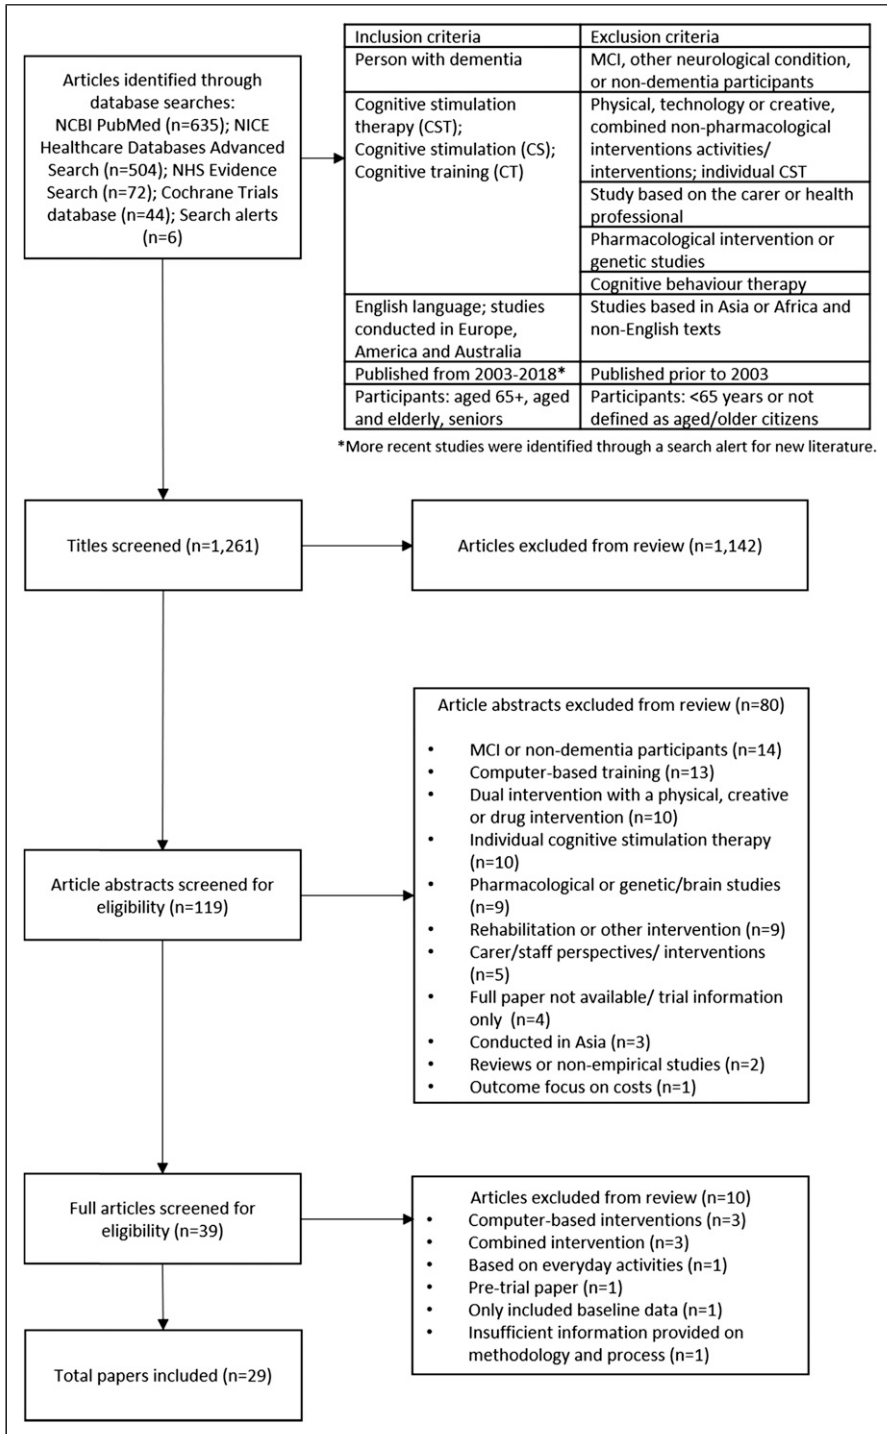 Articles identified through
database searches:
NCBI PubMed (n=635); NICE
Healthcare Databases Advanced
Search (n=504); NHS Evidence
Search (n=72); Cochrane Trials
database (n=44); Search alerts
(n=6)
Inclusion criteria
Exclusion criteria
Person with dementia
MCI, other neurological condition,
or non-dementia participants
Cognitive stimulation
therapy (CST);
Cognitive stimulation (CS);
Cognitive training (CT)
Physical, technology or creative,
combined non-pharmacological
interventions activities/
interventions; individual CST
Study based on the carer or health
professional
Pharmacological intervention or
genetic studies
Cognitive behaviour therapy
English language; studies
conducted in Europe,
America and Australia
Studies based in Asia or Africa and
non-English texts
Published from 2003-2018*
Published prior to 2003
Participants: aged 65+, aged
and elderly, seniors
Participants: <65 years or not
defined as aged/older citizens
*More recent studies were identified through a search alert for new literature.
Titles screened (n=1,261)
Articles excluded from review (n=1,142)
Article abstracts screened for
eligibility (n=119)
Article abstracts excluded from review (n=80)
• MCI or non-dementia participants (n=14)
• Computer-based training (n=13)
• Dual intervention with a physical, creative
or drug intervention (n=10)
• Individual cognitive stimulation therapy
(n=10)
• Pharmacological or genetic/brain studies
(n=9)
• Rehabilitation or other intervention (n=9)
• Carer/staff perspectives/ interventions
(n=5)
• Full paper not available/ trial information
only (n=4)
• Conducted in Asia (n=3)
• Reviews or non-empirical studies (n=2)
• Outcome focus on costs (n=1)
Full articles screened for
eligibility (n=39)
Articles excluded from review (n=10)
• Computer-based interventions (n=3)
• Combined intervention (n=3)
• Based on everyday activities (n=1)
• Pre-trial paper (n=1)
• Only included baseline data (n=1)
• Insufficient information provided on
methodology and process (n=1)
Total papers included (n=29)